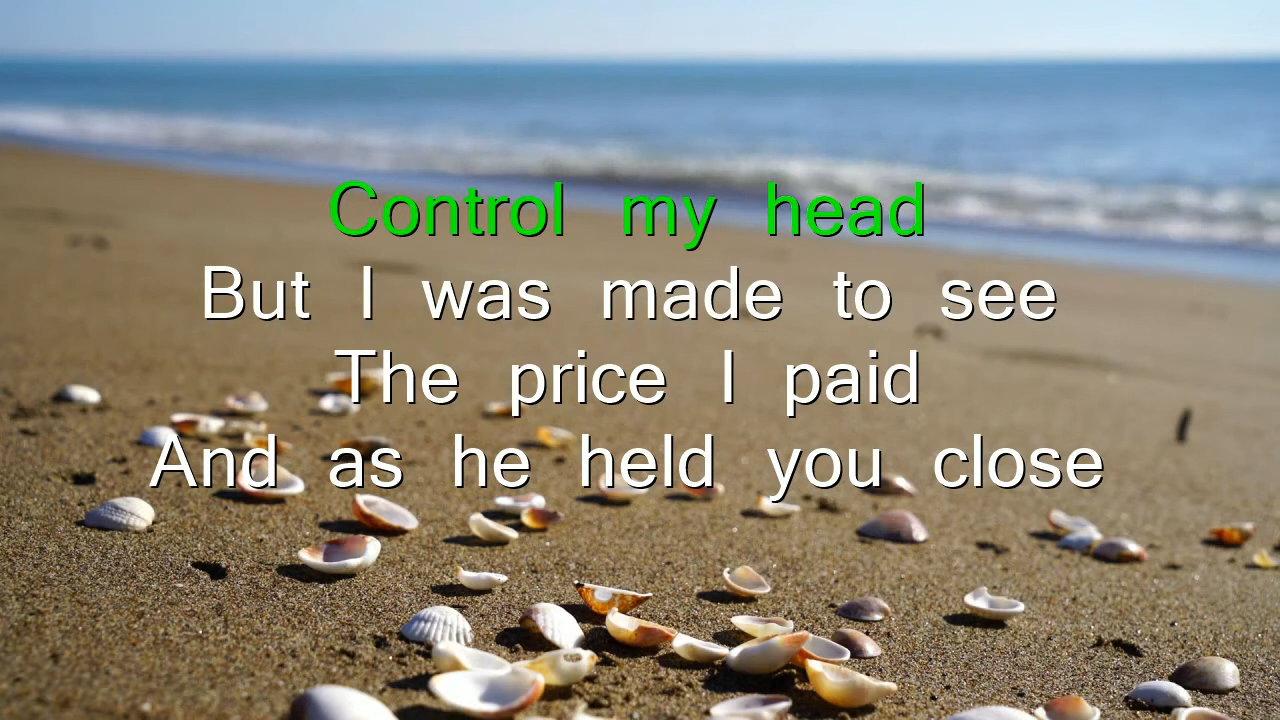 Control my head
But I was made to see
The price I paid
And as he held you close